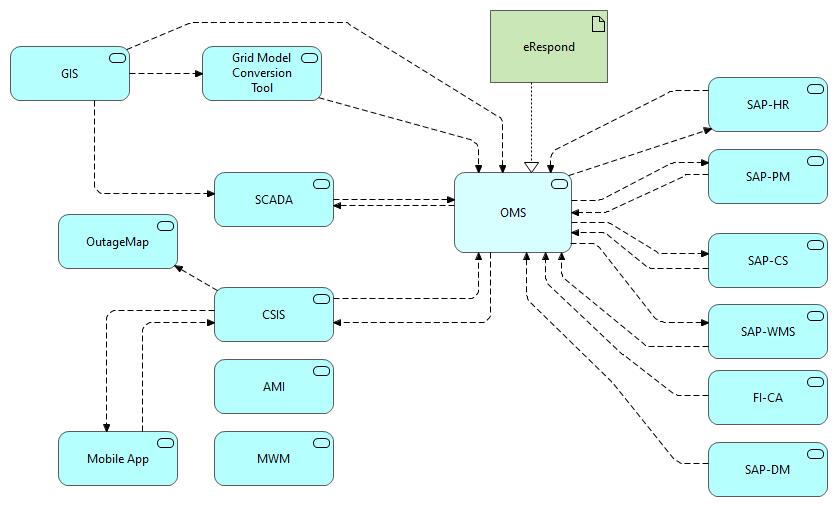 eRespond
GIS
Grid Model
Conversion
Tool
SAP-HR
SAP-PM
SCADA
OMS
OutageMap
SAP-CS
CSIS
SAP-WMS
AMI
FI-CA
Mobile App
MWM
SAP-DM